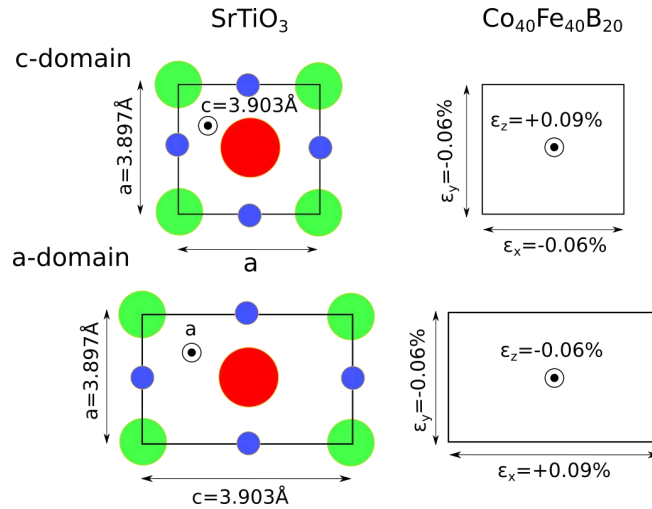 SrTiO₃
Co₄₀Fe₄₀B₂₀
c-domain
c=3.903Å
a=3.897Å
a
εz=+0.09%
εy=-0.06%
εx=-0.06%
a-domain
a
a=3.897Å
c=3.903Å
εz=-0.06%
εy=-0.06%
εx=+0.09%